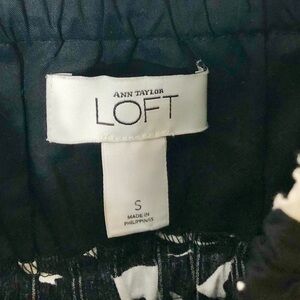 ANN TAYLOR
LOFT
S
MADE IN
PHILIPPINES